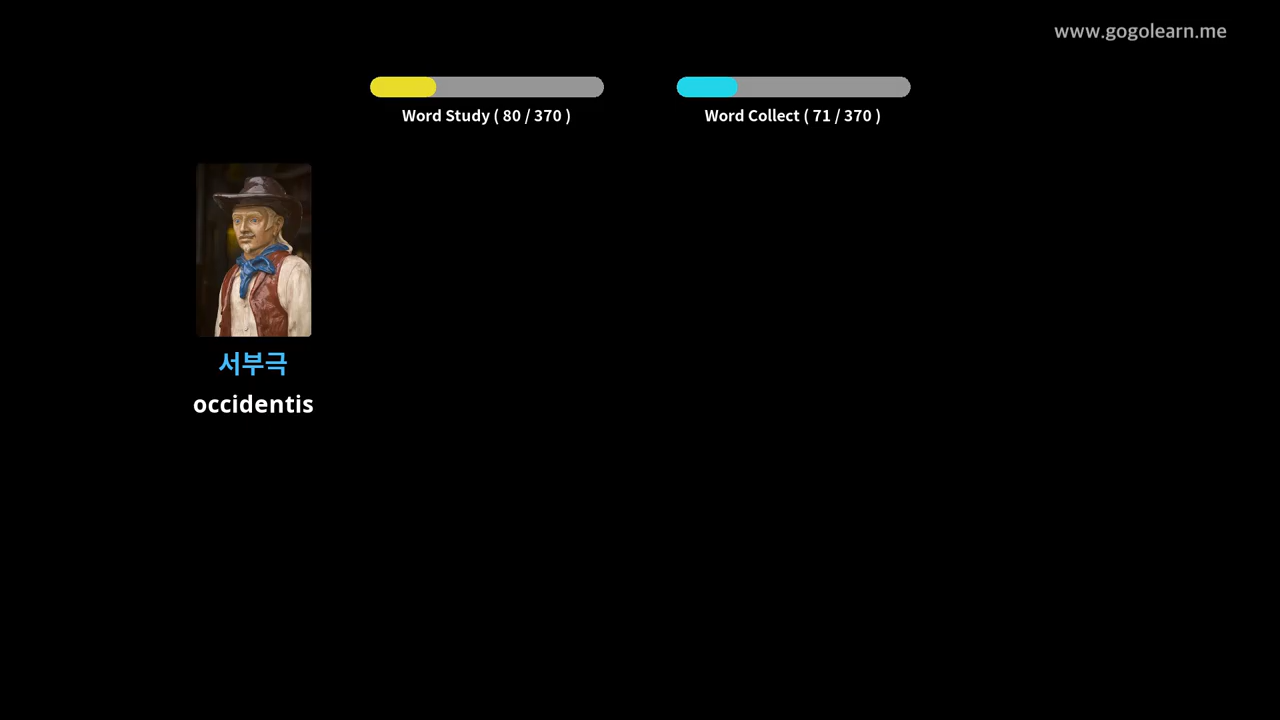 www.gogolearn.me
Word Study ( 80 / 370 )
Word Collect ( 71 / 370 )
서부극
occidentis